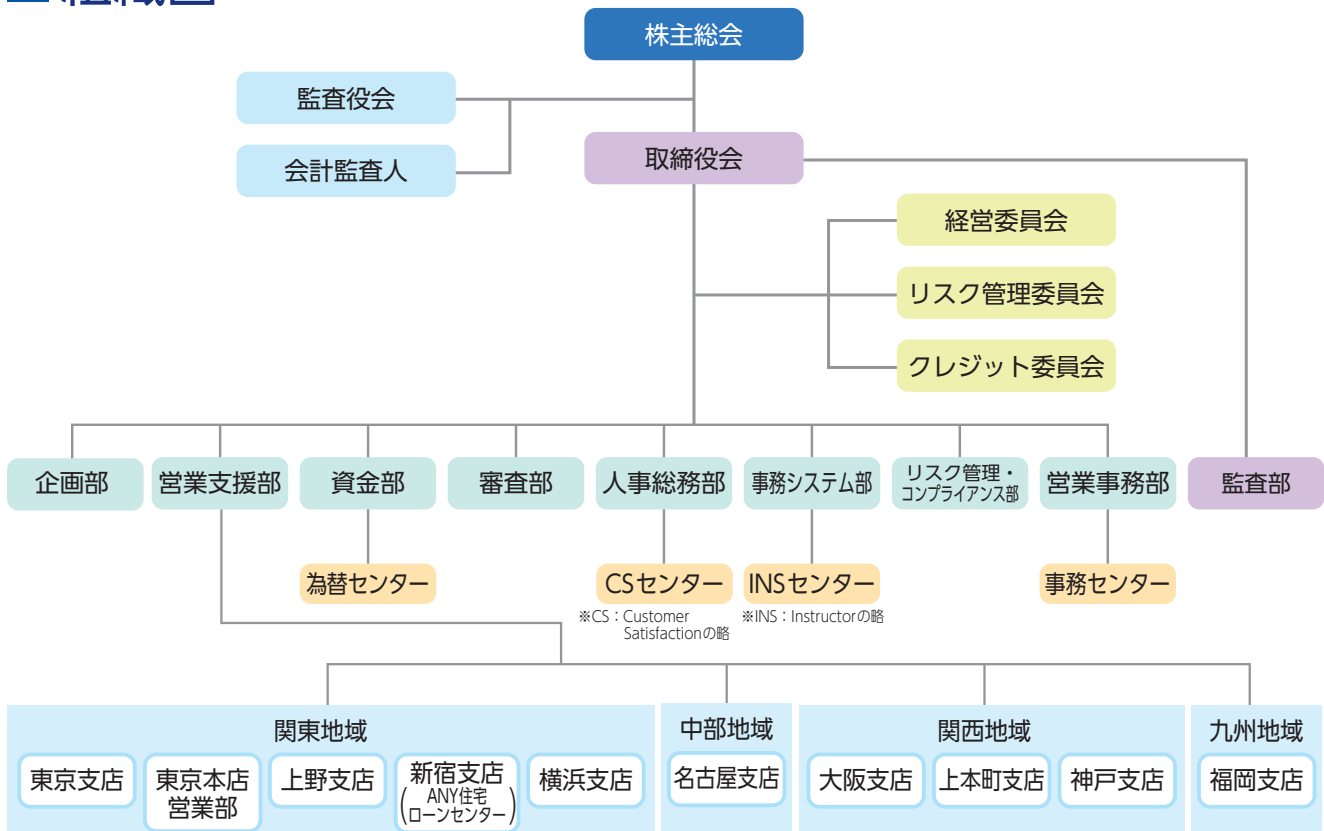 組織図
株主総会
監査役会
会計監査人
取締役会
経営委員会
リスク管理委員会
クレジット委員会
企画部
営業支援部
資金部
審査部
人事総務部
事務システム部
リスク管理・
コンプライアンス部
営業事務部
監査部
為替センター
CSセンター
※CS：Customer
Satisfactionの略
INSセンター
※INS：Instructorの略
事務センター
関東地域
東京支店
東京本店
営業部
上野支店
新宿支店
(ANY住宅
ローンセンター)
横浜支店
中部地域
名古屋支店
関西地域
大阪支店
上本町支店
神戸支店
九州地域
福岡支店